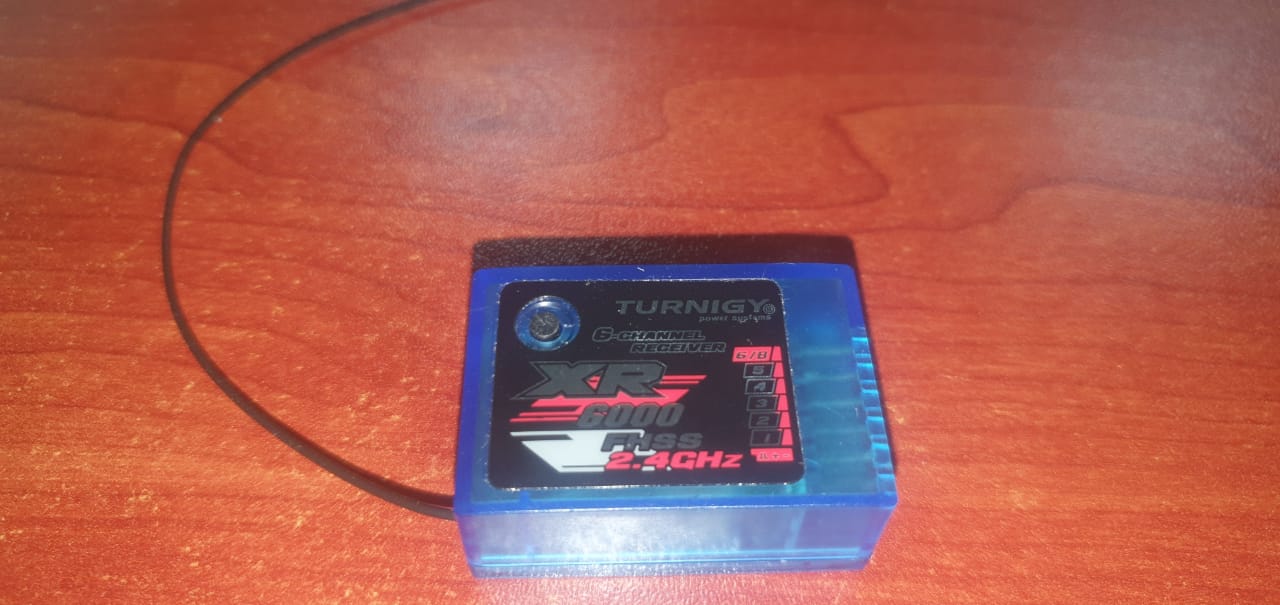 TURNIGY®
power systems
6-CHANNEL
RECEIVER
XR
6000
FHSS
2.4GHz
6/B
5
4
3
2
1